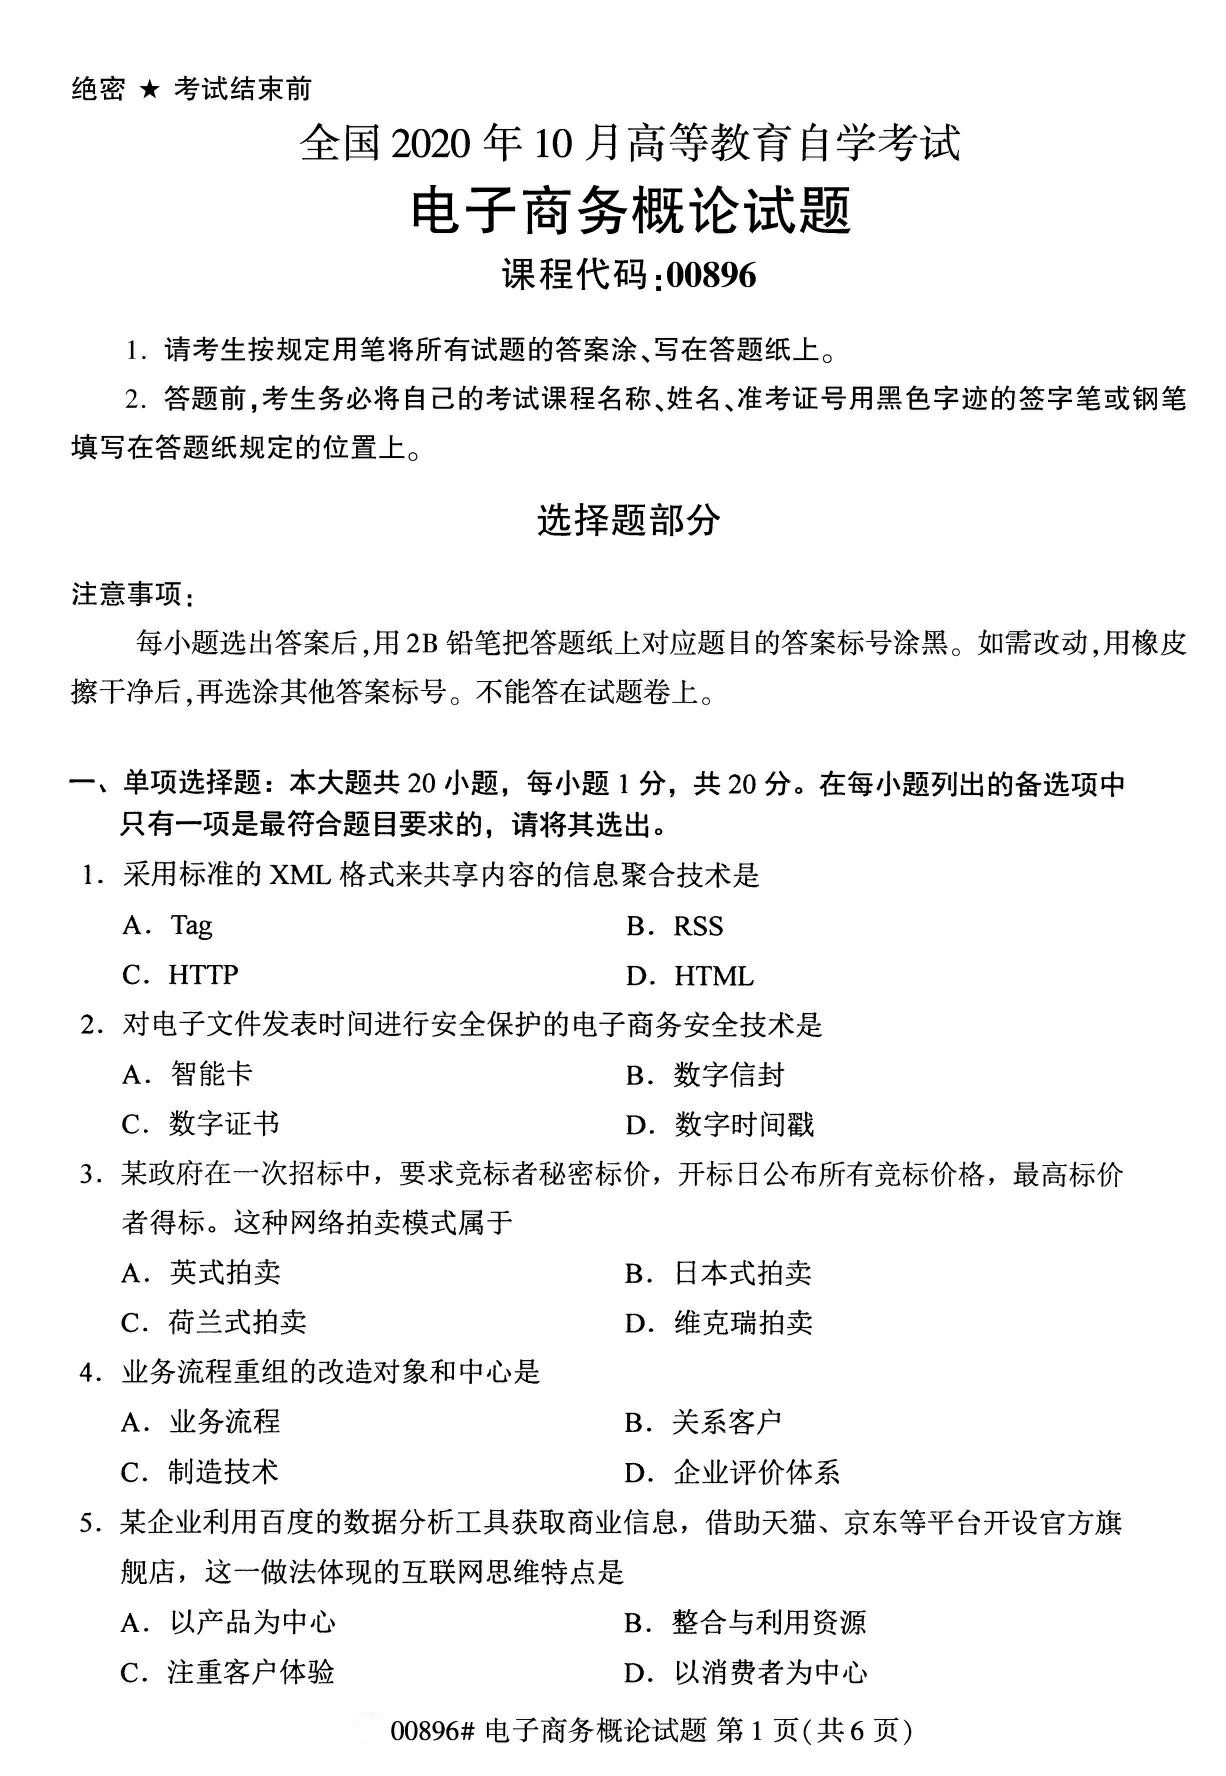 绝密 ★ 考试结束前
全国 2020 年 10 月高等教育自学考试
电子商务概论试题
课程代码:00896
1. 请考生按规定用笔将所有试题的答案涂、写在答题纸上。
2. 答题前,考生务必将自己的考试课程名称、姓名、准考证号用黑色字迹的签字笔或钢笔
填写在答题纸规定的位置上。
选择题部分
注意事项:
每小题选出答案后,用 2B 铅笔把答题纸上对应题目的答案标号涂黑。如需改动,用橡皮
擦干净后,再选涂其他答案标号。不能答在试题卷上。
一、单项选择题：本大题共 20 小题，每小题 1 分，共 20 分。在每小题列出的备选项中
只有一项是最符合题目要求的，请将其选出。
1. 采用标准的 XML 格式来共享内容的信息聚合技术是
A. Tag B. RSS
C. HTTP D. HTML
2. 对电子文件发表时间进行安全保护的电子商务安全技术是
A. 智能卡 B. 数字信封
C. 数字证书 D. 数字时间戳
3. 某政府在一次招标中，要求竞标者秘密标价，开标日公布所有竞标价格，最高标价
者得标。这种网络拍卖模式属于
A. 英式拍卖 B. 日本式拍卖
C. 荷兰式拍卖 D. 维克瑞拍卖
4. 业务流程重组的改造对象和中心是
A. 业务流程 B. 关系客户
C. 制造技术 D. 企业评价体系
5. 某企业利用百度的数据分析工具获取商业信息，借助天猫、京东等平台开设官方旗
舰店，这一做法体现的互联网思维特点是
A. 以产品为中心 B. 整合与利用资源
C. 注重客户体验 D. 以消费者为中心
00896# 电子商务概论试题 第 1 页(共 6 页)